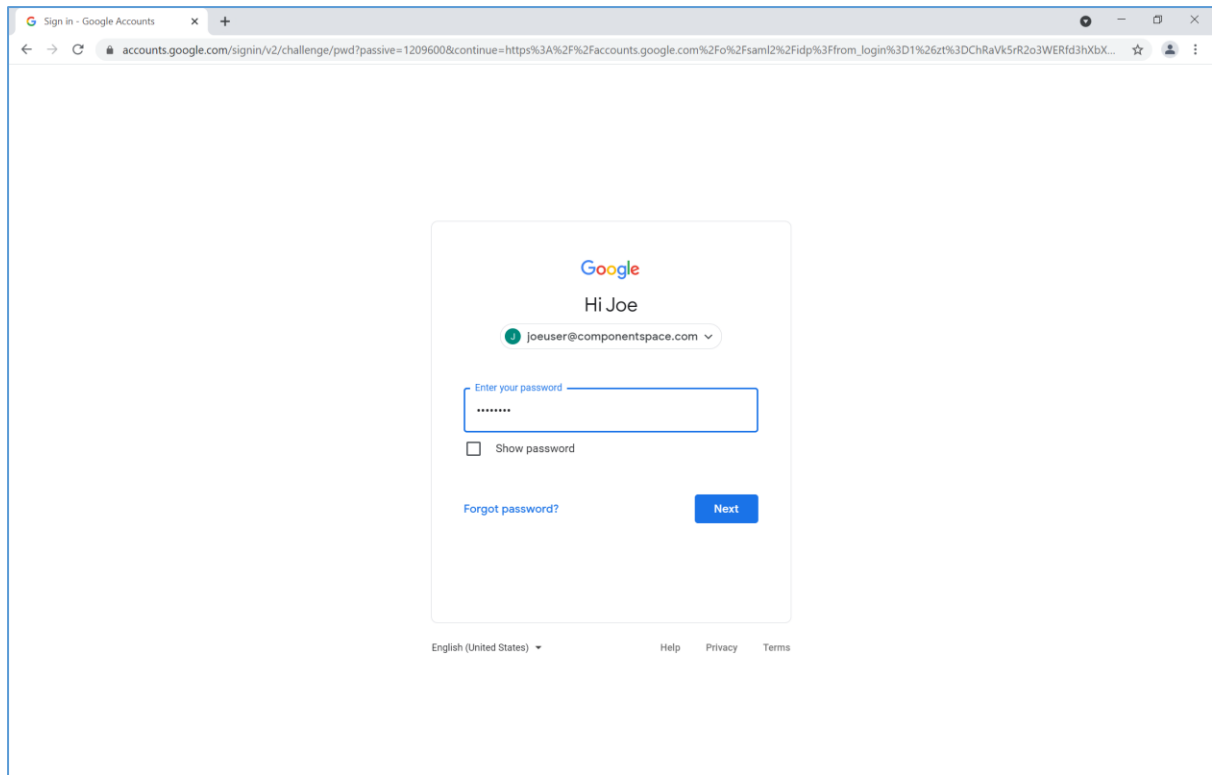 Sign in - Google Accounts
accounts.google.com/signin/v2/challenge/pwd?passive=1209600&continue=https%3A%2F%2Faccounts.google.com%2Fo%2Fsaml2%2Fidp%3Ffrom_login%3D1%26zt%3DChRaVk5rR2o3WERfd3hXbX...
Google
Hi Joe
J joeuser@componentspace.com
Enter your password
••••••••
Show password
Forgot password? Next
English (United States) Help Privacy Terms